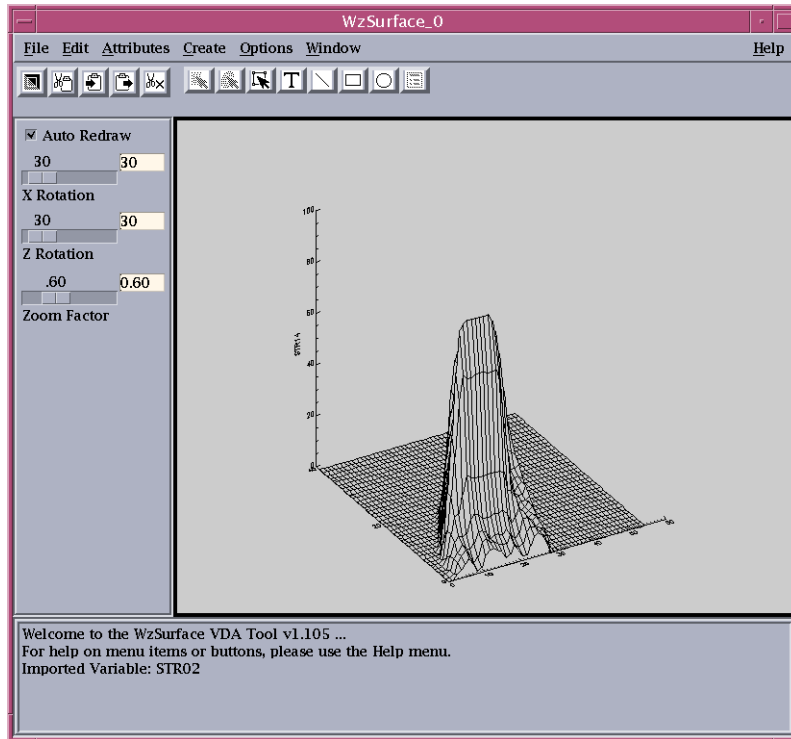 WzSurface_0
File Edit Attributes Create Options Window Help
T
Auto Redraw
30 30
X Rotation
30 30
Z Rotation
.60 0.60
Zoom Factor
100
80
60
40
20
0
STR14
Welcome to the WzSurface VDA Tool v1.105 ...
For help on menu items or buttons, please use the Help menu.
Imported Variable: STR02